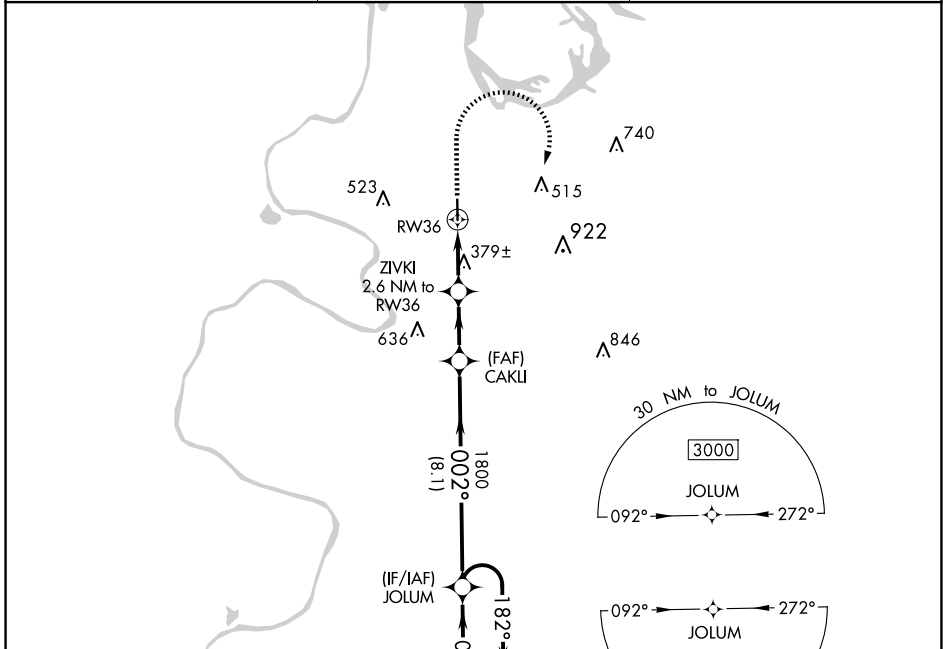 740
523
515
RW36
922
379±
ZIVKI
2.6 NM to
RW36
636
846
(FAF)
CAKLI
30 NM to JOLUM
3000
1800
002°
(8.1)
JOLUM
092°
272°
(IF/IAF)
JOLUM
182°
092°
272°
JOLUM